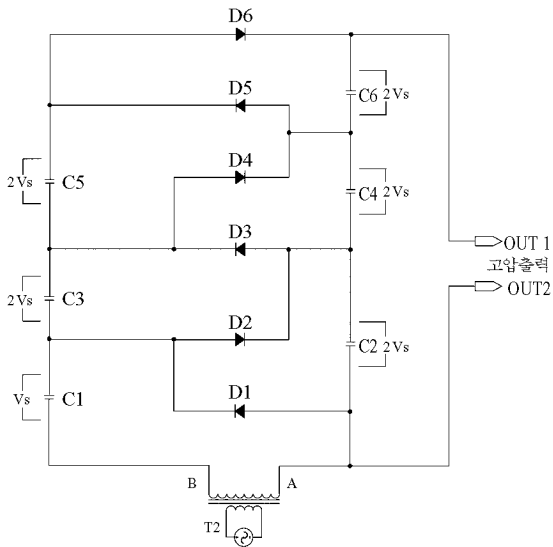 D6
D5
C6 2Vs
D4
2Vs C5
C4 2Vs
D3
OUT 1
고압출력
OUT2
2Vs C3
D2
C2 2Vs
D1
Vs C1
B A
T2